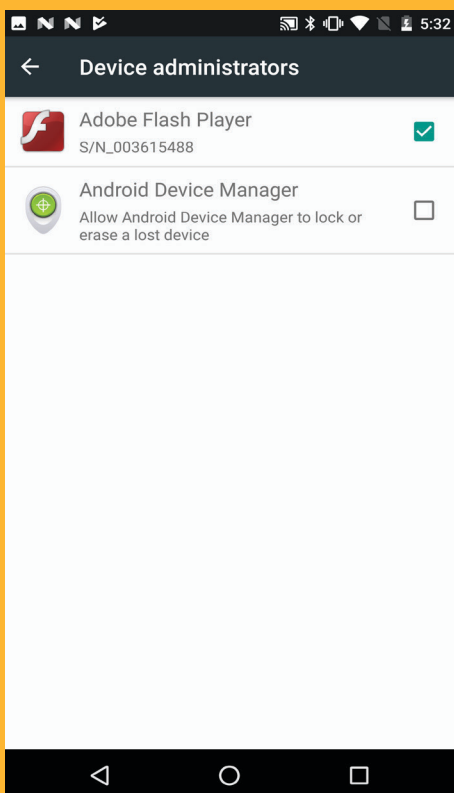 5:32
Device administrators
Adobe Flash Player
S/N_003615488
Android Device Manager
Allow Android Device Manager to lock or
erase a lost device